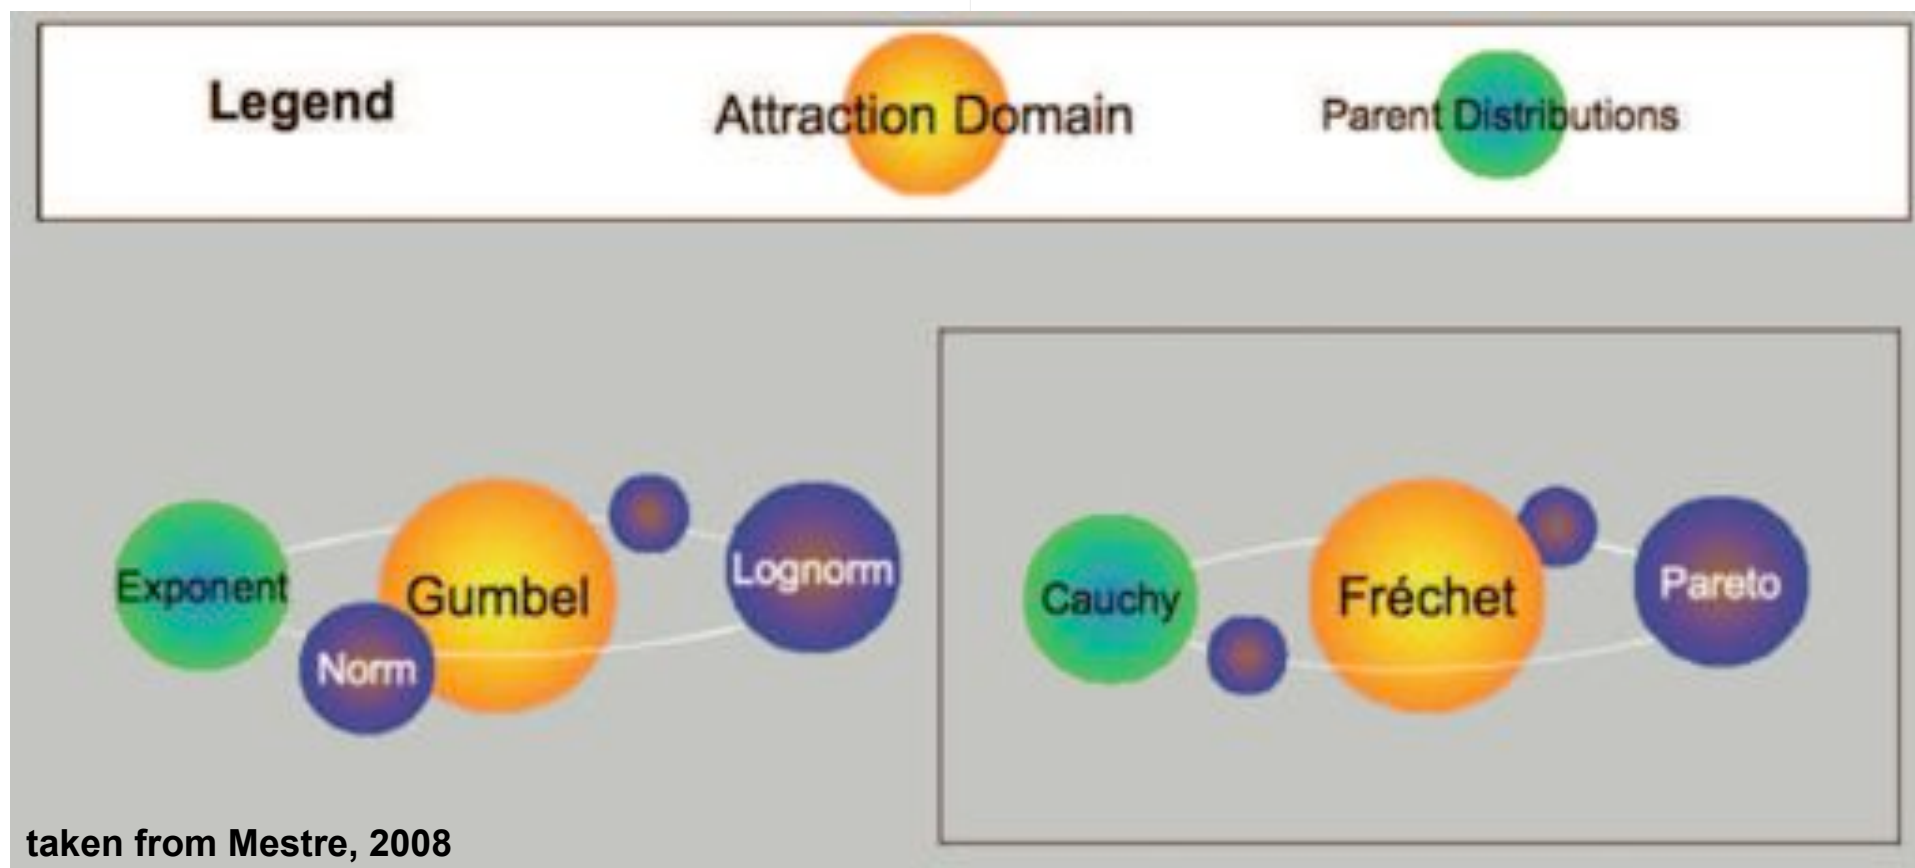 Legend
Attraction Domain
Parent Distributions
Exponent
Norm
Gumbel
Lognorm
Cauchy
Fréchet
Pareto
taken from Mestre, 2008